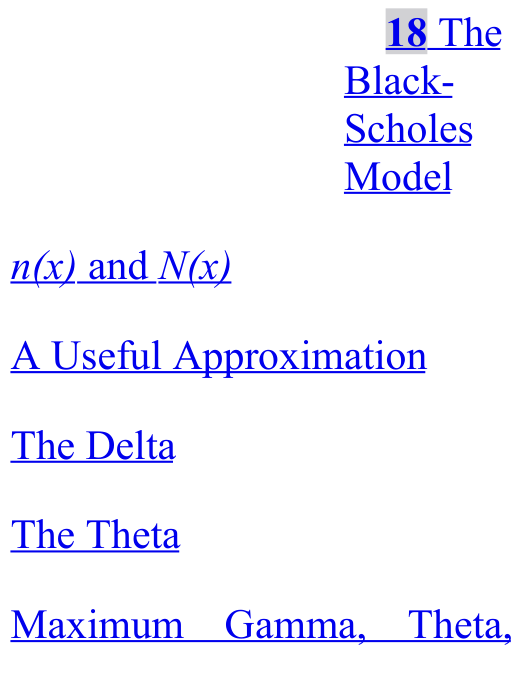 18 The
Black-
Scholes
Model
n(x) and N(x)
A Useful Approximation
The Delta
The Theta
Maximum Gamma, Theta,